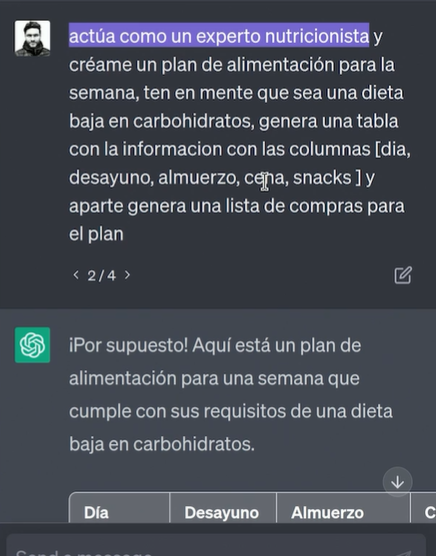 actúa como un experto nutricionista y
créame un plan de alimentación para la
semana, ten en mente que sea una dieta
baja en carbohidratos, genera una tabla
con la informacion con las columnas [dia,
desayuno, almuerzo, cena, snacks ] y
aparte genera una lista de compras para
el plan
< 2/4 >
¡Por supuesto! Aquí está un plan de
alimentación para una semana que
cumple con sus requisitos de una dieta
baja en carbohidratos.
Día Desayuno Almuerzo C
Send a message